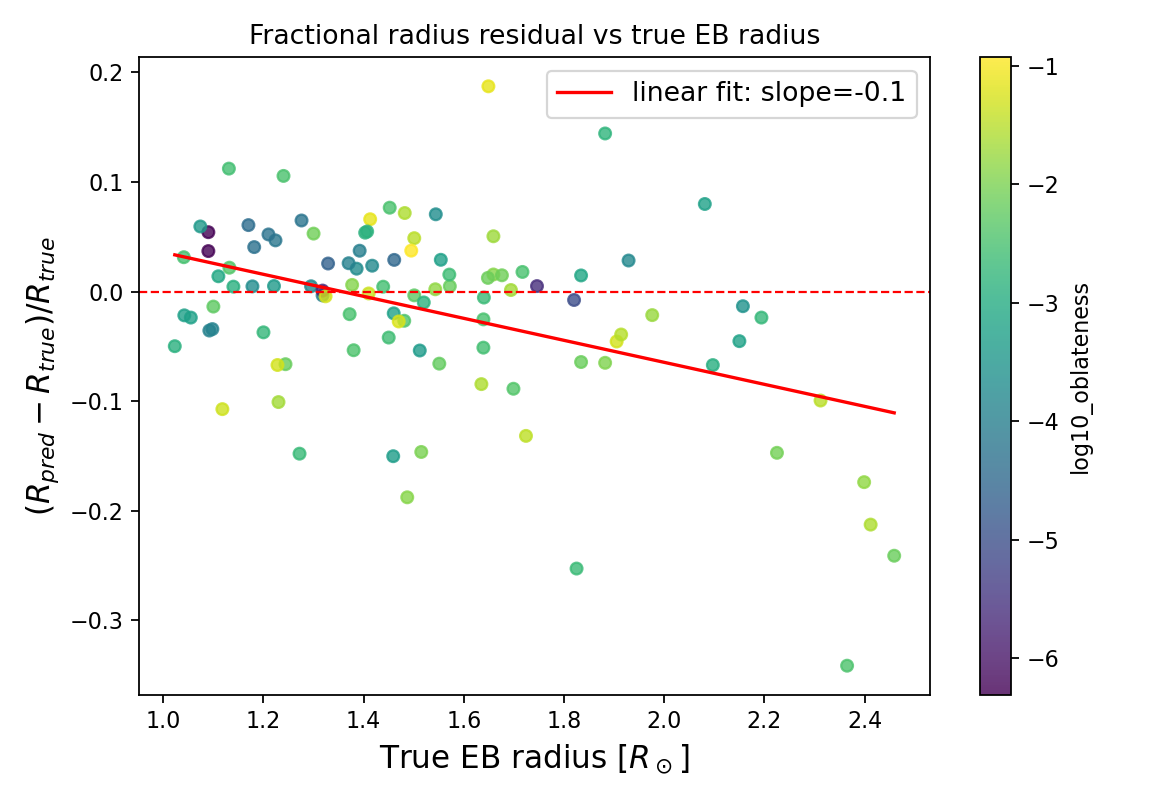 Fractional radius residual vs true EB radius
linear fit: slope=-0.1
0.2
0.1
0.0
−0.1
−0.2
−0.3
(R_pred − R_true)/R_true
1.0 1.2 1.4 1.6 1.8 2.0 2.2 2.4
True EB radius [R_⊙]
−1
−2
−3
−4
−5
−6
log10_oblateness